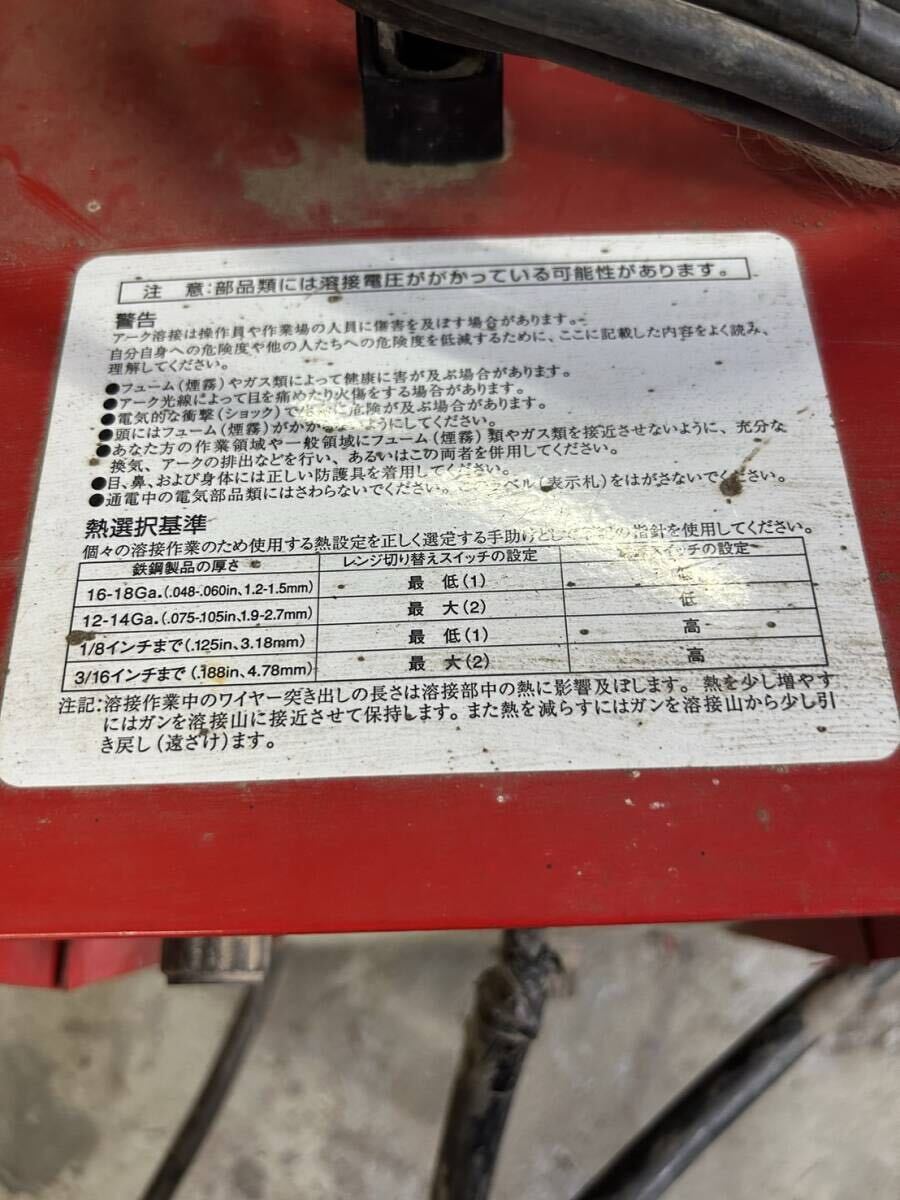 注　意:部品類には溶接電圧ががかっている可能性があります。
警告
アーク溶接は操作員や作業場の人員に傷害を及ぼす場合があります。
自分自身への危険度や他の人たちへの危険度を低減するために、ここに記載した内容をよく読み、
理解してください。
●フューム(煙霧)やガス類によって健康に害が及ぶ場合があります。
●アーク光線によって目を痛めたり火傷をする場合があります。
●電気的な衝撃(ショック)で 危険が及ぶ場合があります。
●頭にはフューム(煙霧)がかか ようにしてください。
●あなた方の作業領域や一般領域にフューム(煙霧)類やガス類を接近させないように、充分な
換気、アークの排出などを行い、あるいはこの両者を併用してください。
●目、鼻、および身体には正しい防護具を着用してください。
●通電中の電気部品類にはさわらないでください。 ラベル(表示札)をはがさないでください。
熱選択基準
個々の溶接作業のため使用する熱設定を正しく選定する手助けとして の指針を使用してください。
鉄鋼製品の厚さ レンジ切り替えスイッチの設定 スイッチの設定
16-18Ga.(.048-.060in、1.2-1.5mm) 最 低(1) 低
12-14Ga.(.075-.105in、1.9-2.7mm) 最 大(2) 低
1/8インチまで(.125in、3.18mm) 最 低(1) 高
3/16インチまで(.188in、4.78mm) 最 大(2) 高
注記:溶接作業中のワイヤー突き出しの長さは溶接部中の熱に影響及ぼします。熱を少し増やす
にはガンを溶接山に接近させて保持します。また熱を減らすにはガンを溶接山から少し引
き戻し(遠ざけ)ます。